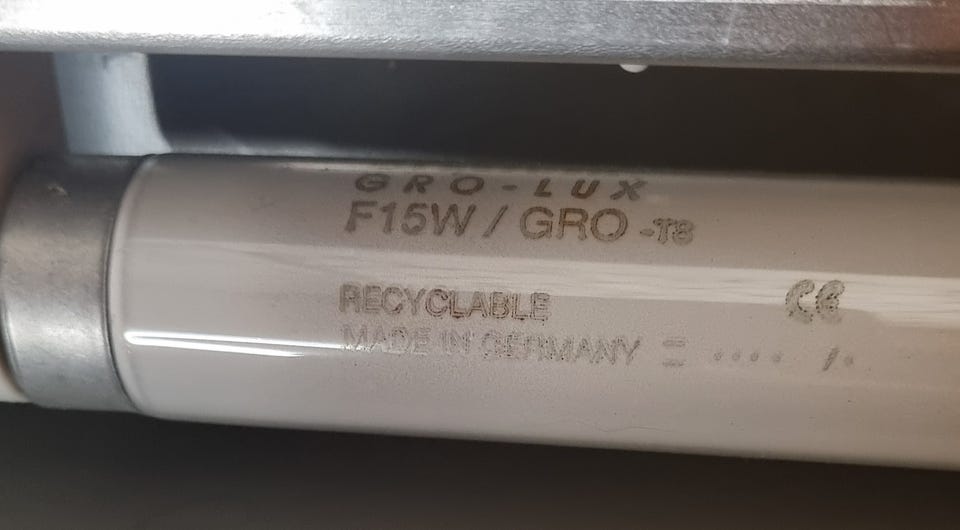 GRO-LUX
F15W / GRO -T8
RECYCLABLE
CE
MADE IN GERMANY